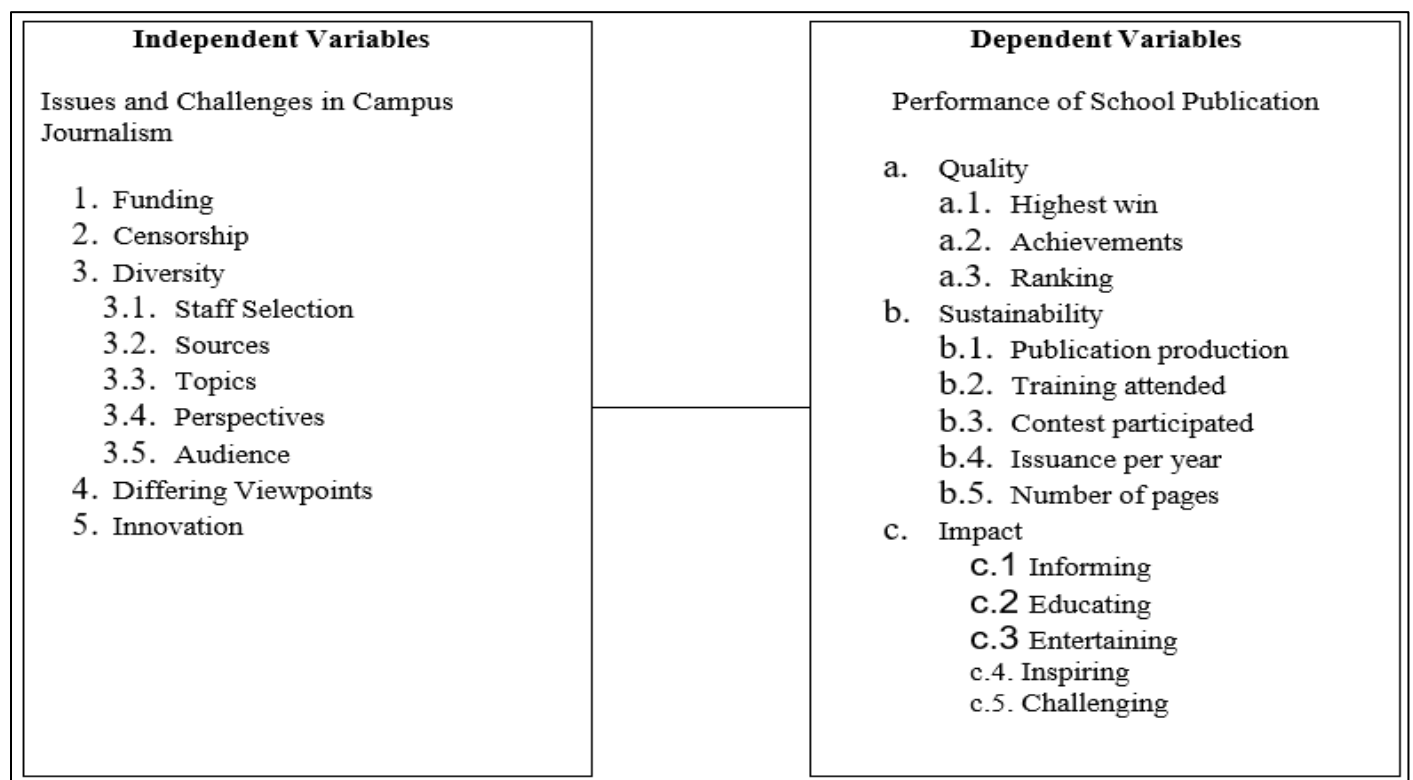 Independent Variables
Issues and Challenges in Campus
Journalism
1. Funding
2. Censorship
3. Diversity
3.1. Staff Selection
3.2. Sources
3.3. Topics
3.4. Perspectives
3.5. Audience
4. Differing Viewpoints
5. Innovation
Dependent Variables
Performance of School Publication
a. Quality
a.1. Highest win
a.2. Achievements
a.3. Ranking
b. Sustainability
b.1. Publication production
b.2. Training attended
b.3. Contest participated
b.4. Issuance per year
b.5. Number of pages
c. Impact
c.1 Informing
c.2 Educating
c.3 Entertaining
c.4. Inspiring
c.5. Challenging